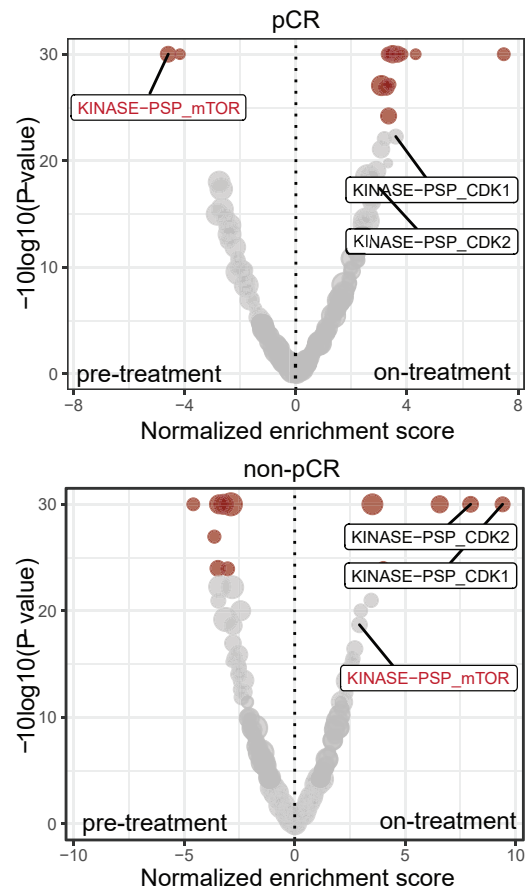 pCR
30
KINASE−PSP_mTOR
20
KINASE−PSP_CDK1
KINASE−PSP_CDK2
10
0
−10log10(P-value)
pre-treatment
on-treatment
−8
−4
0
4
8
Normalized enrichment score
non-pCR
30
KINASE−PSP_CDK2
KINASE−PSP_CDK1
20
KINASE−PSP_mTOR
10
0
−10log10(P- value)
pre-treatment
on-treatment
−10
−5
0
5
10
Normalized enrichment score